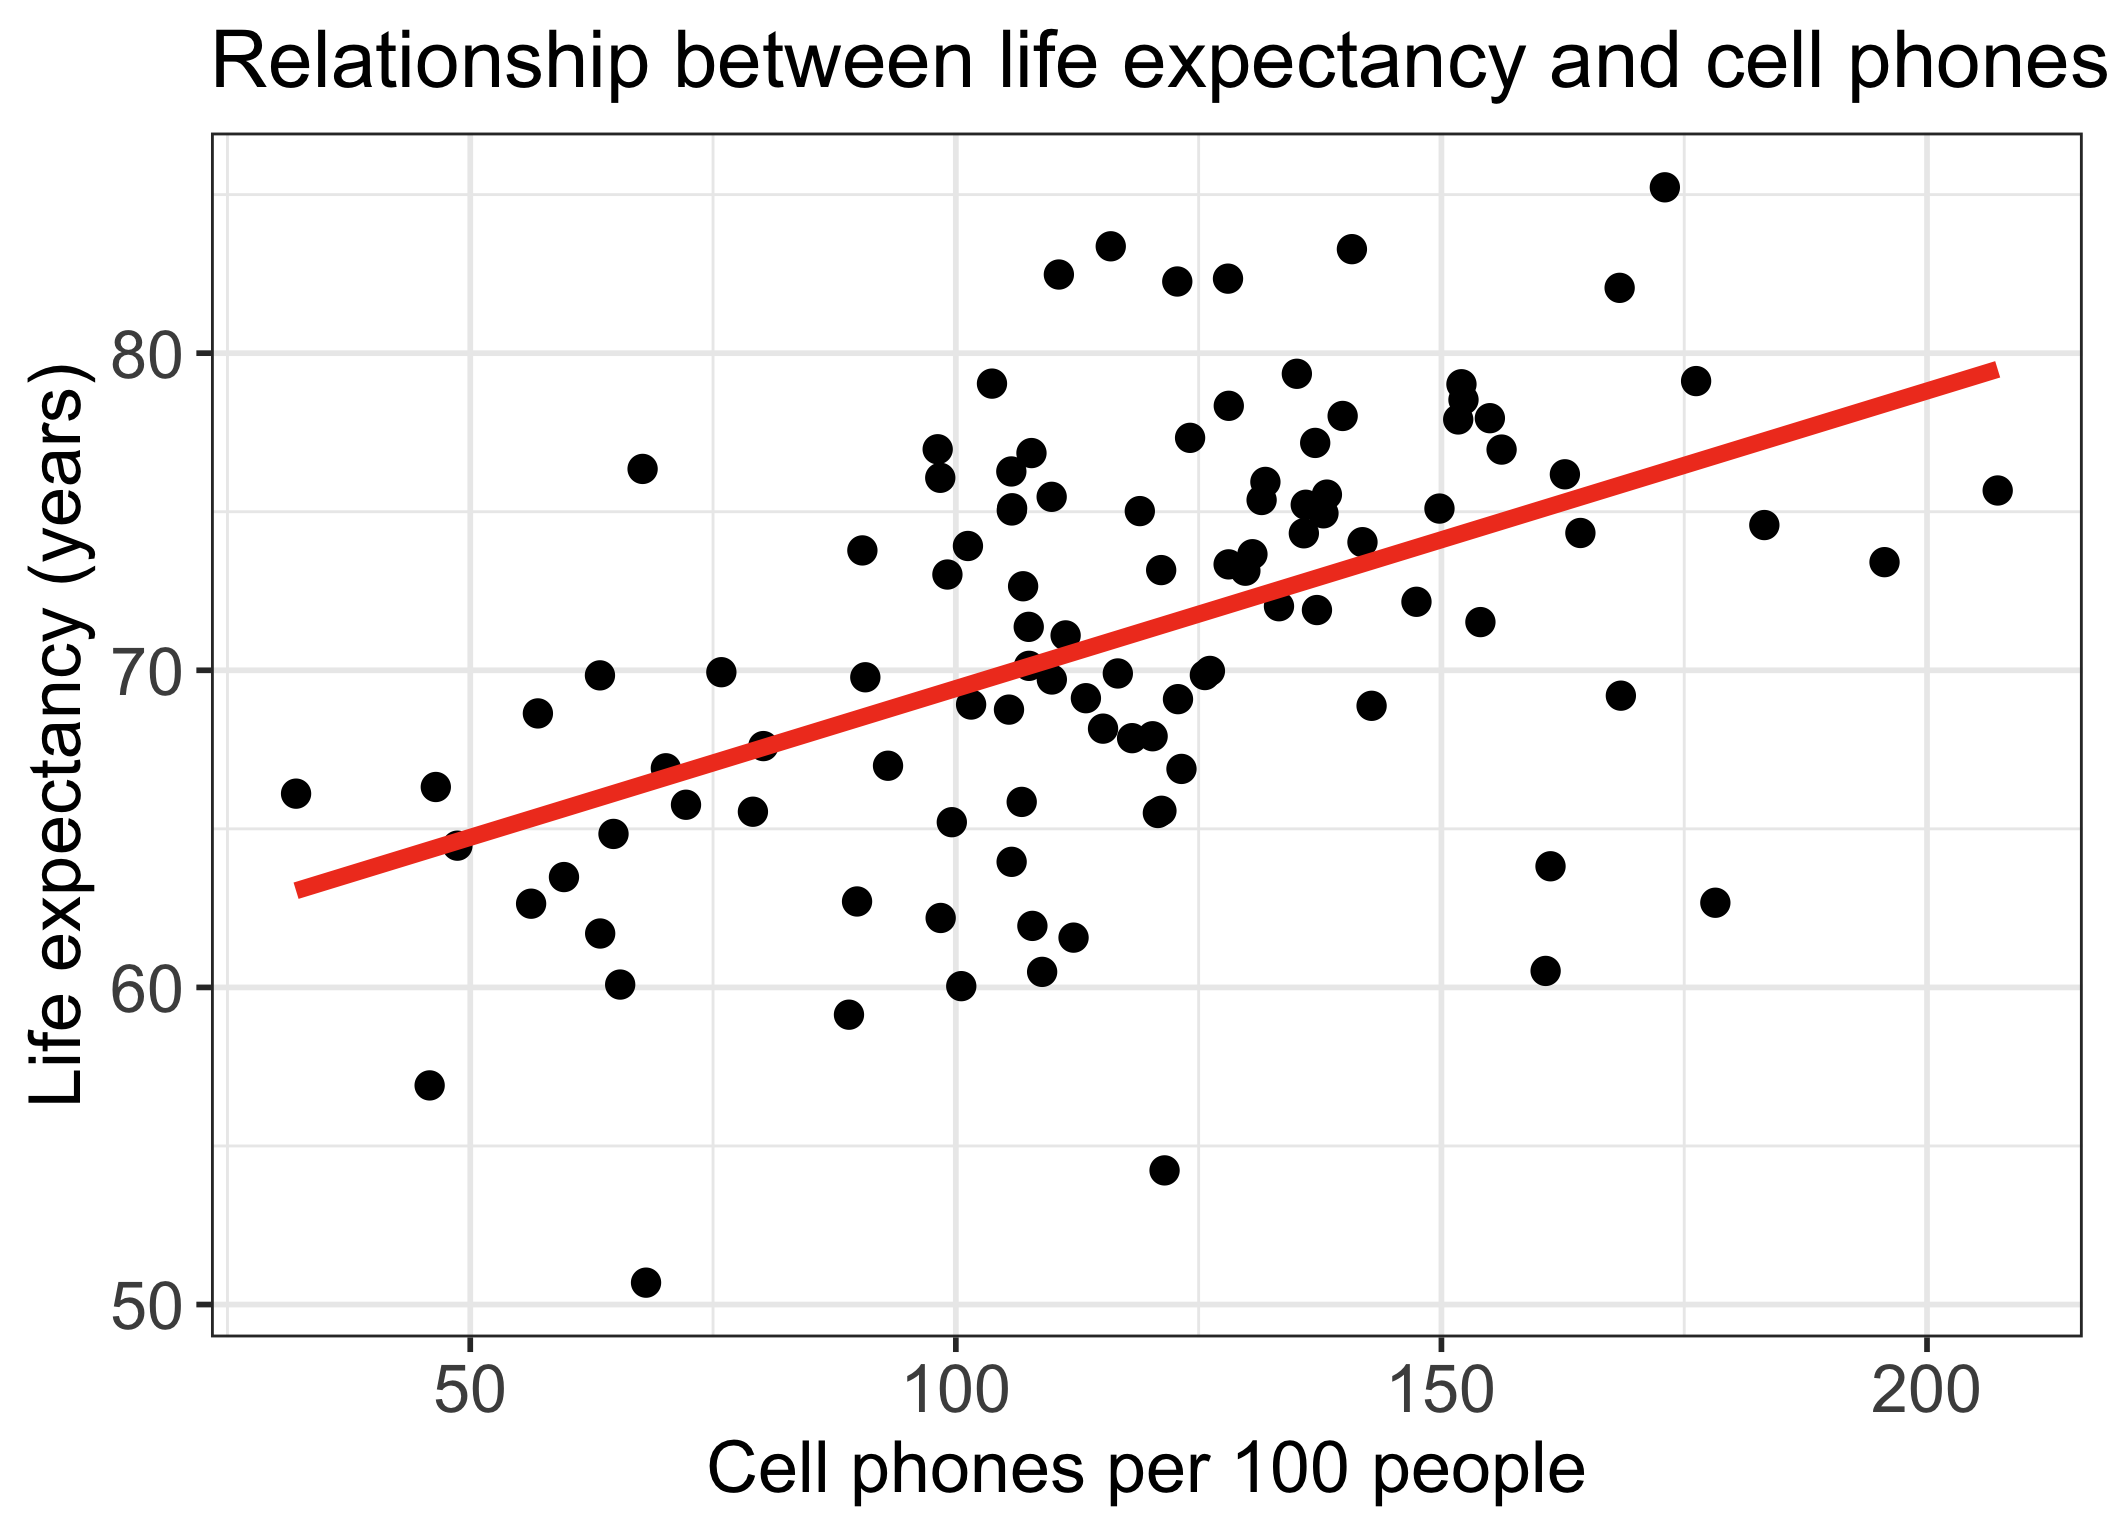 Relationship between life expectancy and cell phones
Life expectancy (years)
80
70
60
50
50
100
150
200
Cell phones per 100 people